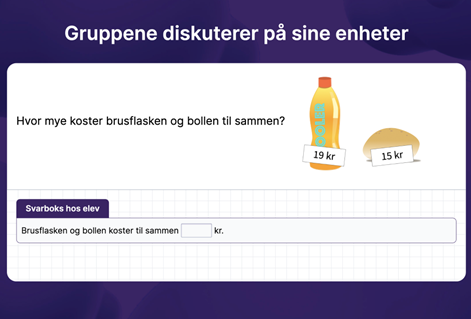 Gruppene diskuterer på sine enheter
Hvor mye koster brusflasken og bollen til sammen?
SOLBR
19 kr
15 kr
Svarboks hos elev
Brusflasken og bollen koster til sammen kr.